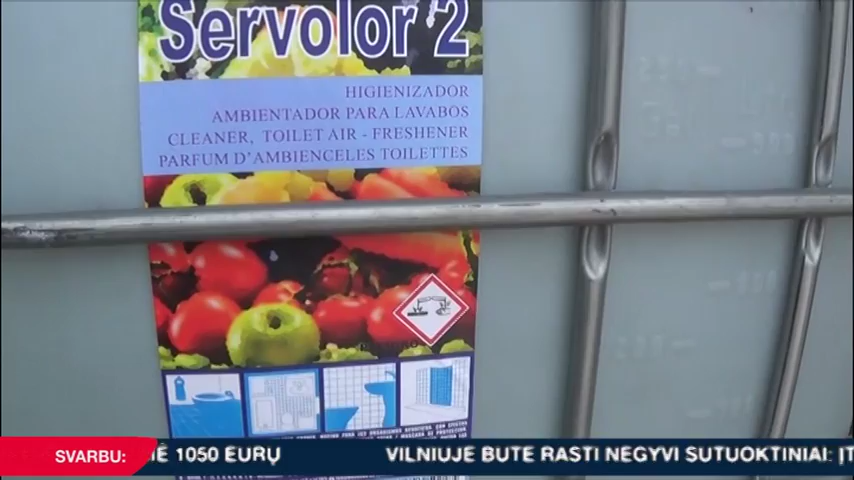 Servolor 2
HIGIENIZADOR
AMBIENTADOR PARA LAVABOS
CLEANER, TOILET AIR - FRESHENER
PARFUM D'AMBIENCELES TOILETTES
SVARBU:
Ė 1050 EURŲ
VILNIUJE BUTE RASTI NEGYVI SUTUOKTINIAI: ĮT